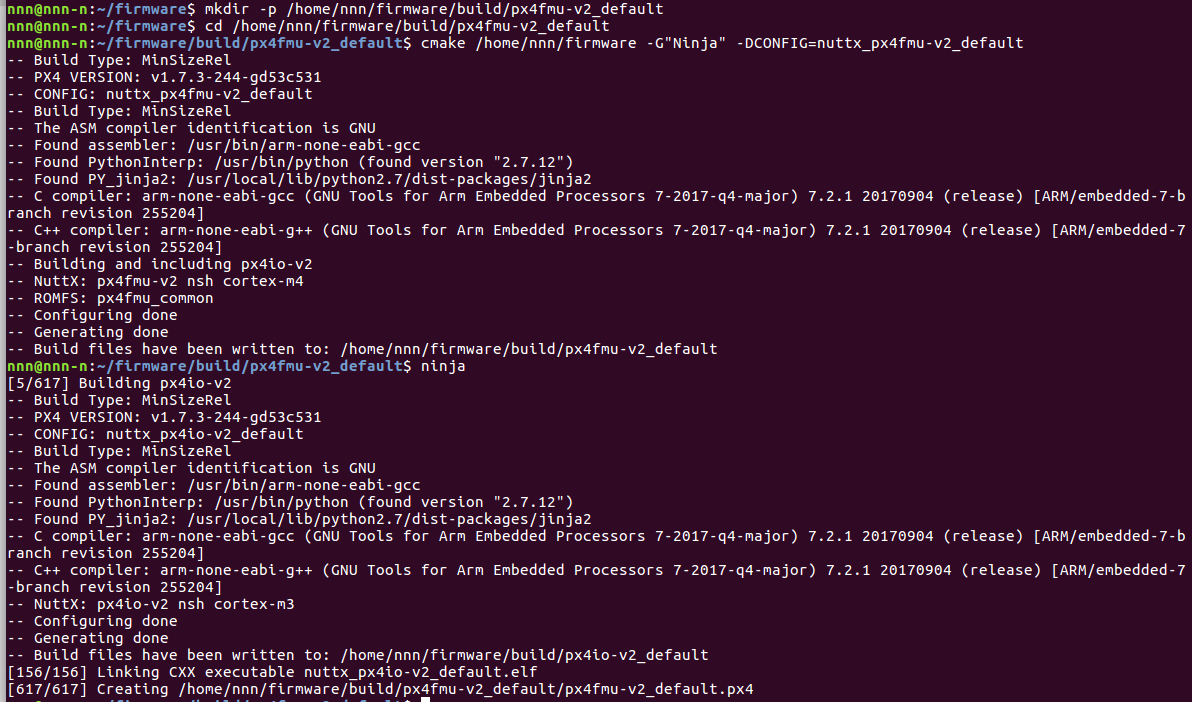 nnn@nnn-n:~/firmware$ mkdir -p /home/nnn/firmware/build/px4fmu-v2_default
nnn@nnn-n:~/firmware$ cd /home/nnn/firmware/build/px4fmu-v2_default
nnn@nnn-n:~/firmware/build/px4fmu-v2_default$ cmake /home/nnn/firmware -G"Ninja" -DCONFIG=nuttx_px4fmu-v2_default
-- Build Type: MinSizeRel
-- PX4 VERSION: v1.7.3-244-gd53c531
-- CONFIG: nuttx_px4fmu-v2_default
-- Build Type: MinSizeRel
-- The ASM compiler identification is GNU
-- Found assembler: /usr/bin/arm-none-eabi-gcc
-- Found PythonInterp: /usr/bin/python (found version "2.7.12")
-- Found PY_jinja2: /usr/local/lib/python2.7/dist-packages/jinja2
-- C compiler: arm-none-eabi-gcc (GNU Tools for Arm Embedded Processors 7-2017-q4-major) 7.2.1 20170904 (release) [ARM/embedded-7-b
ranch revision 255204]
-- C++ compiler: arm-none-eabi-g++ (GNU Tools for Arm Embedded Processors 7-2017-q4-major) 7.2.1 20170904 (release) [ARM/embedded-7
-branch revision 255204]
-- Building and including px4io-v2
-- NuttX: px4fmu-v2 nsh cortex-m4
-- ROMFS: px4fmu_common
-- Configuring done
-- Generating done
-- Build files have been written to: /home/nnn/firmware/build/px4fmu-v2_default
nnn@nnn-n:~/firmware/build/px4fmu-v2_default$ ninja
[5/617] Building px4io-v2
-- Build Type: MinSizeRel
-- PX4 VERSION: v1.7.3-244-gd53c531
-- CONFIG: nuttx_px4io-v2_default
-- Build Type: MinSizeRel
-- The ASM compiler identification is GNU
-- Found assembler: /usr/bin/arm-none-eabi-gcc
-- Found PythonInterp: /usr/bin/python (found version "2.7.12")
-- Found PY_jinja2: /usr/local/lib/python2.7/dist-packages/jinja2
-- C compiler: arm-none-eabi-gcc (GNU Tools for Arm Embedded Processors 7-2017-q4-major) 7.2.1 20170904 (release) [ARM/embedded-7-b
ranch revision 255204]
-- C++ compiler: arm-none-eabi-g++ (GNU Tools for Arm Embedded Processors 7-2017-q4-major) 7.2.1 20170904 (release) [ARM/embedded-7
-branch revision 255204]
-- NuttX: px4io-v2 nsh cortex-m3
-- Configuring done
-- Generating done
-- Build files have been written to: /home/nnn/firmware/build/px4io-v2_default
[156/156] Linking CXX executable nuttx_px4io-v2_default.elf
[617/617] Creating /home/nnn/firmware/build/px4fmu-v2_default/px4fmu-v2_default.px4